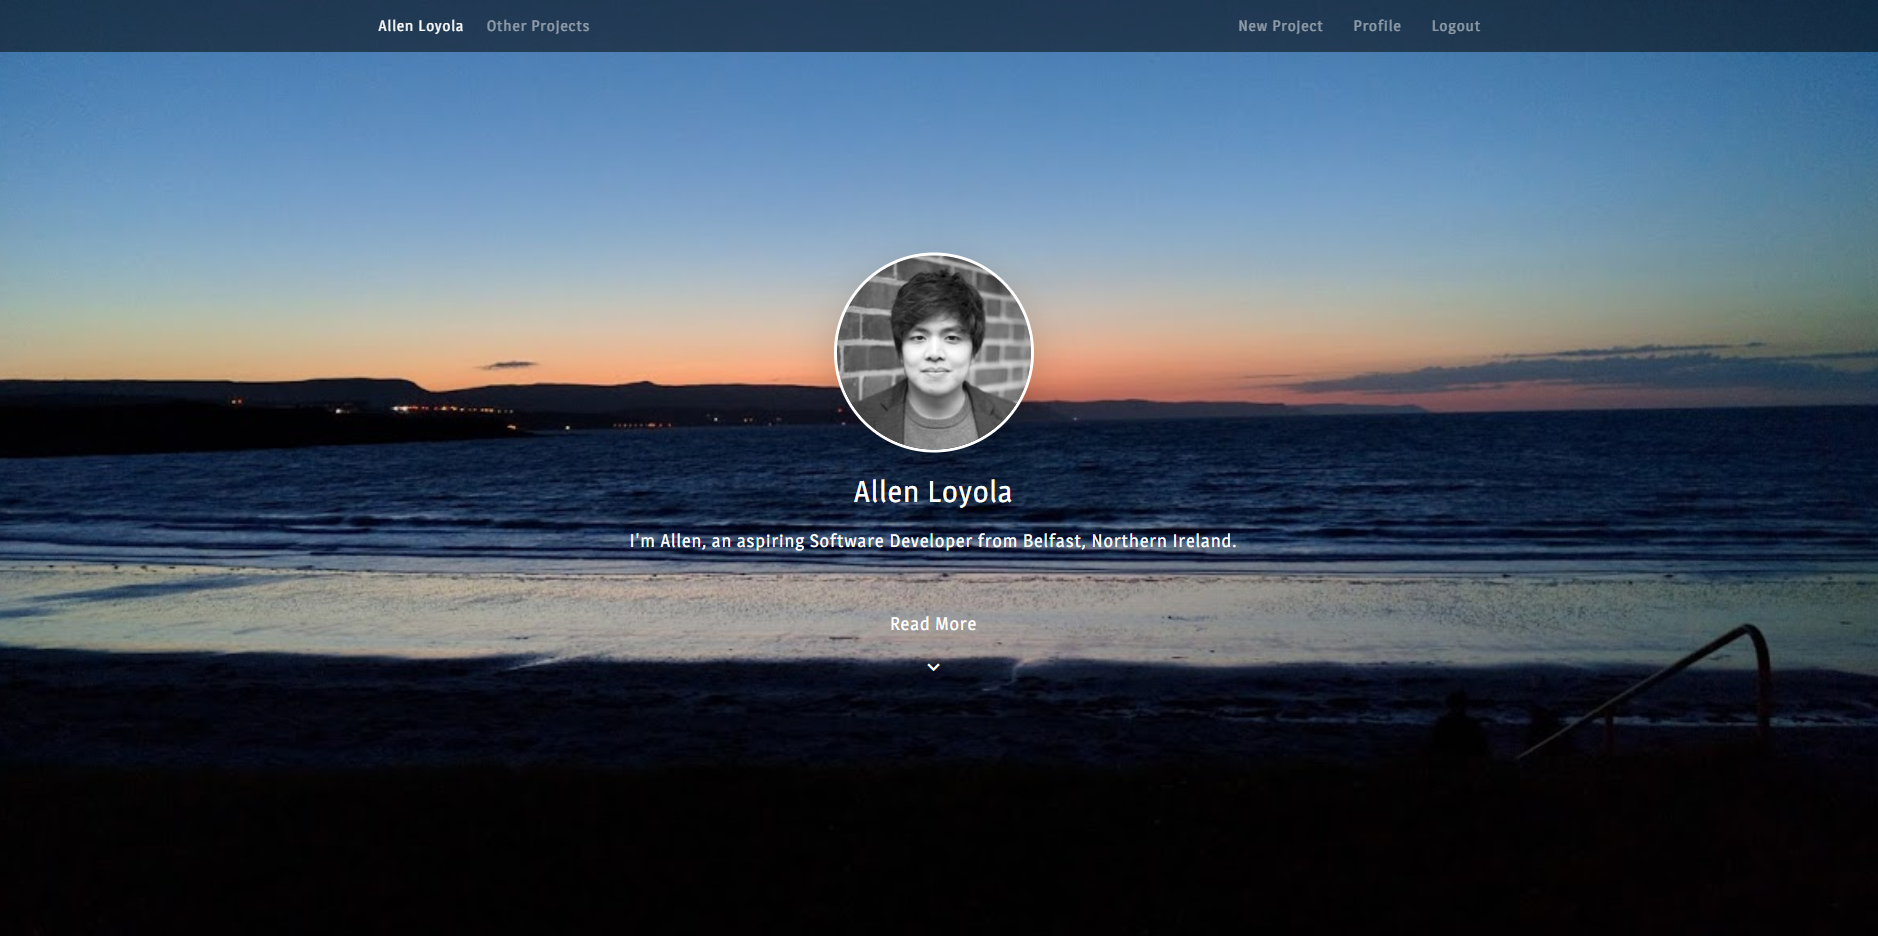 Allen Loyola Other Projects New Project Profile Logout
Allen Loyola
I'm Allen, an aspiring Software Developer from Belfast, Northern Ireland.
Read More